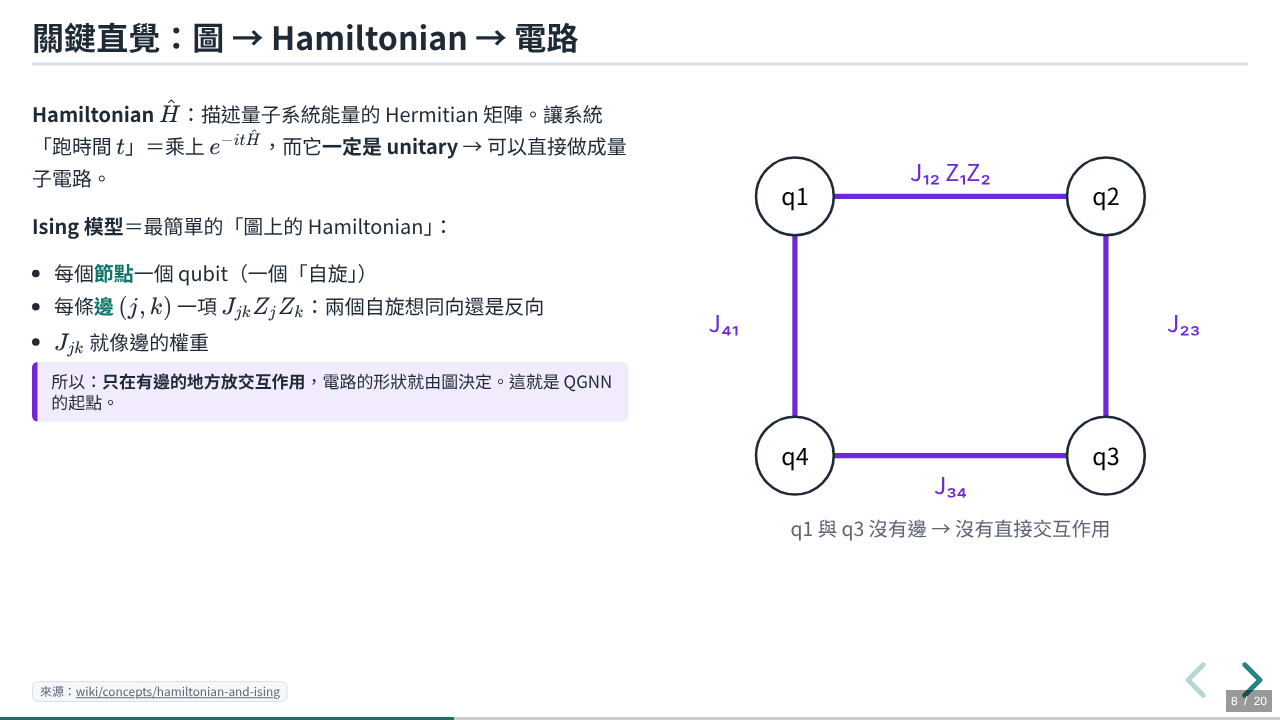 關鍵直覺：圖 → Hamiltonian → 電路
Hamiltonian Ĥ：描述量子系統能量的 Hermitian 矩陣。讓系統
「跑時間 t」＝乘上 e^{-itĤ}，而它一定是 unitary → 可以直接做成量
子電路。
Ising 模型＝最簡單的「圖上的 Hamiltonian」：
• 每個節點一個 qubit（一個「自旋」）
• 每條邊 (j, k) 一項 J_{jk}Z_jZ_k：兩個自旋想同向還是反向
• J_{jk} 就像邊的權重
所以：只在有邊的地方放交互作用，電路的形狀就由圖決定。這就是 QGNN
的起點。
J₁₂ Z₁Z₂
q1
q2
J₄₁
J₂₃
q4
q3
J₃₄
q1 與 q3 沒有邊 → 沒有直接交互作用
來源：wiki/concepts/hamiltonian-and-ising
8 / 20